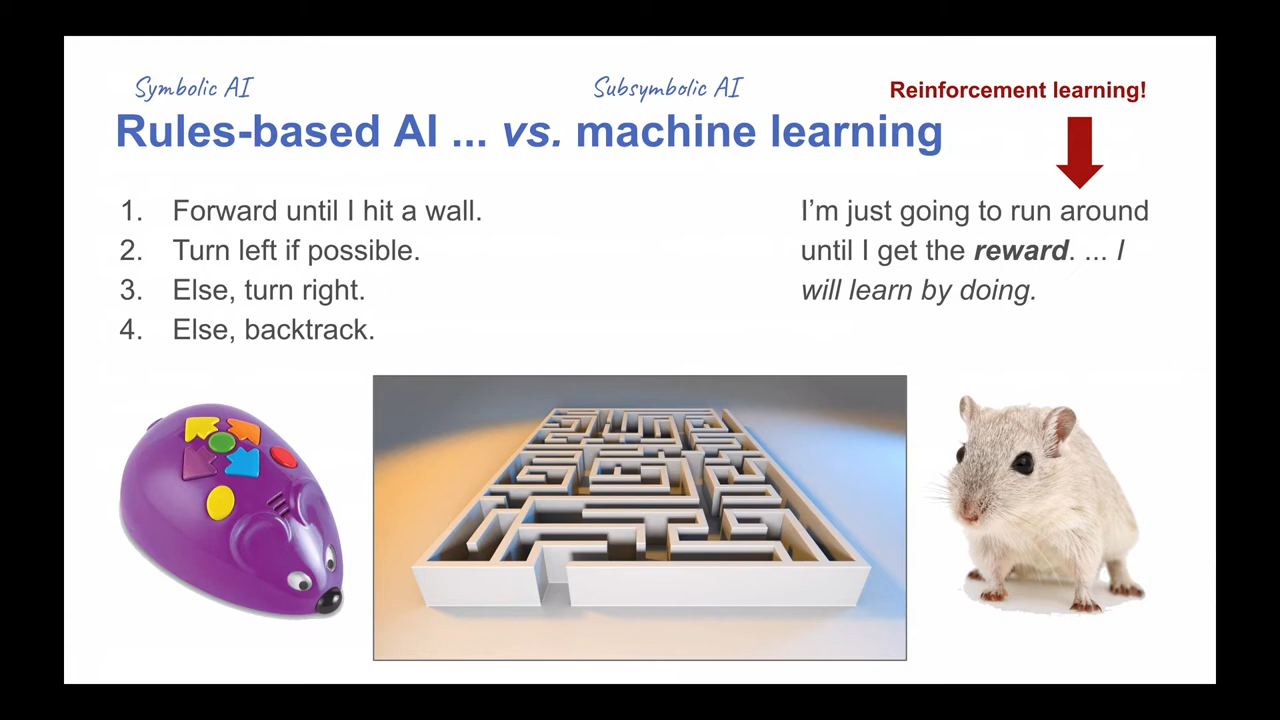 Symbolic AI
Subsymbolic AI
Reinforcement learning!
Rules-based AI ... vs. machine learning
1. Forward until I hit a wall.
2. Turn left if possible.
3. Else, turn right.
4. Else, backtrack.
I’m just going to run around
until I get the reward. ... I
will learn by doing.